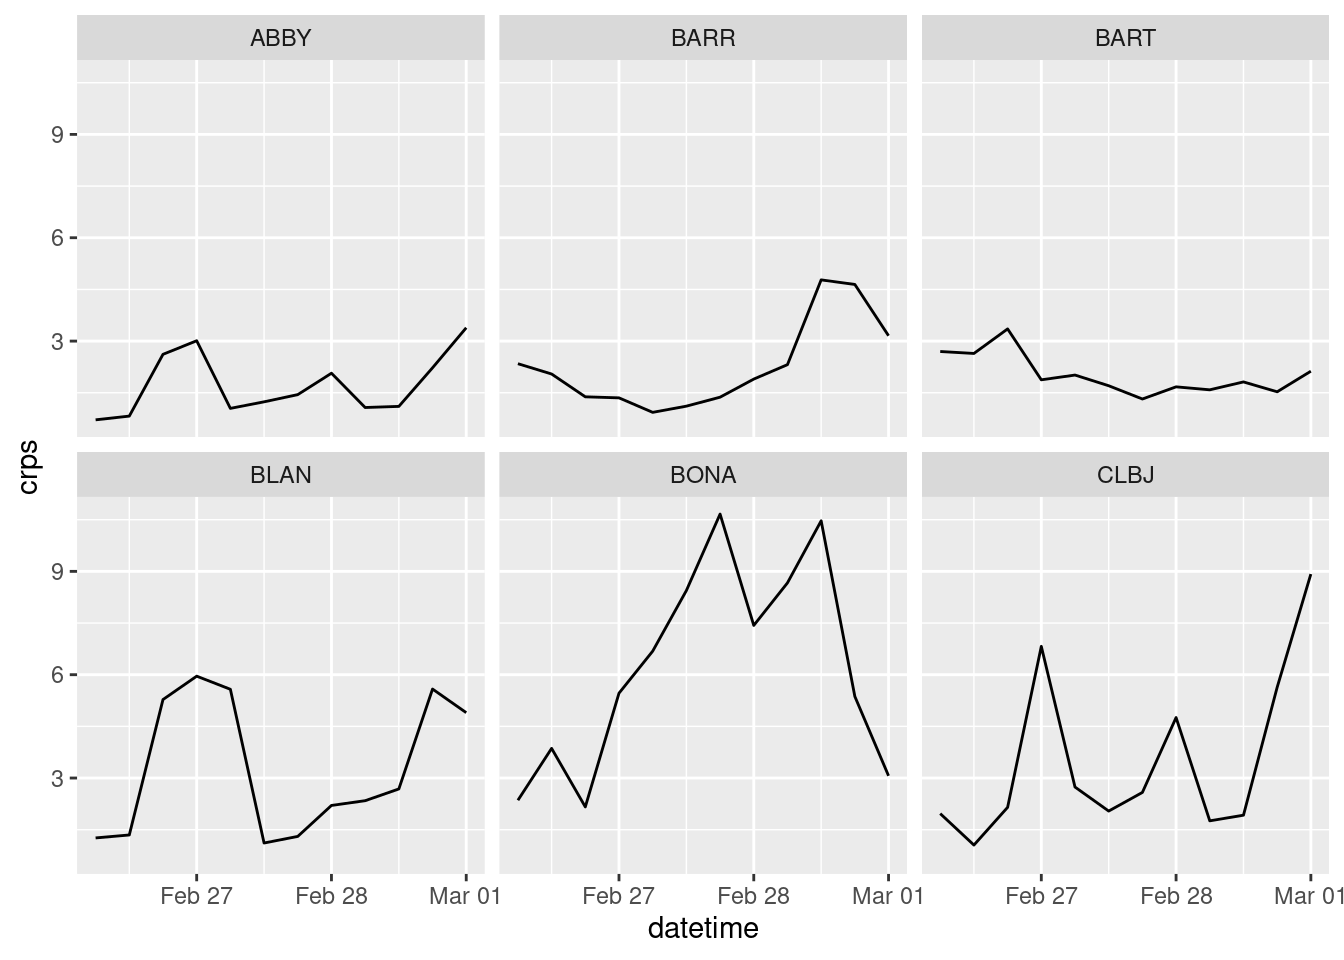 ABBY BARR BART
9
6
3
crps
BLAN BONA CLBJ
9
6
3
Feb 27 Feb 28 Mar 01 Feb 27 Feb 28 Mar 01 Feb 27 Feb 28 Mar 01
datetime